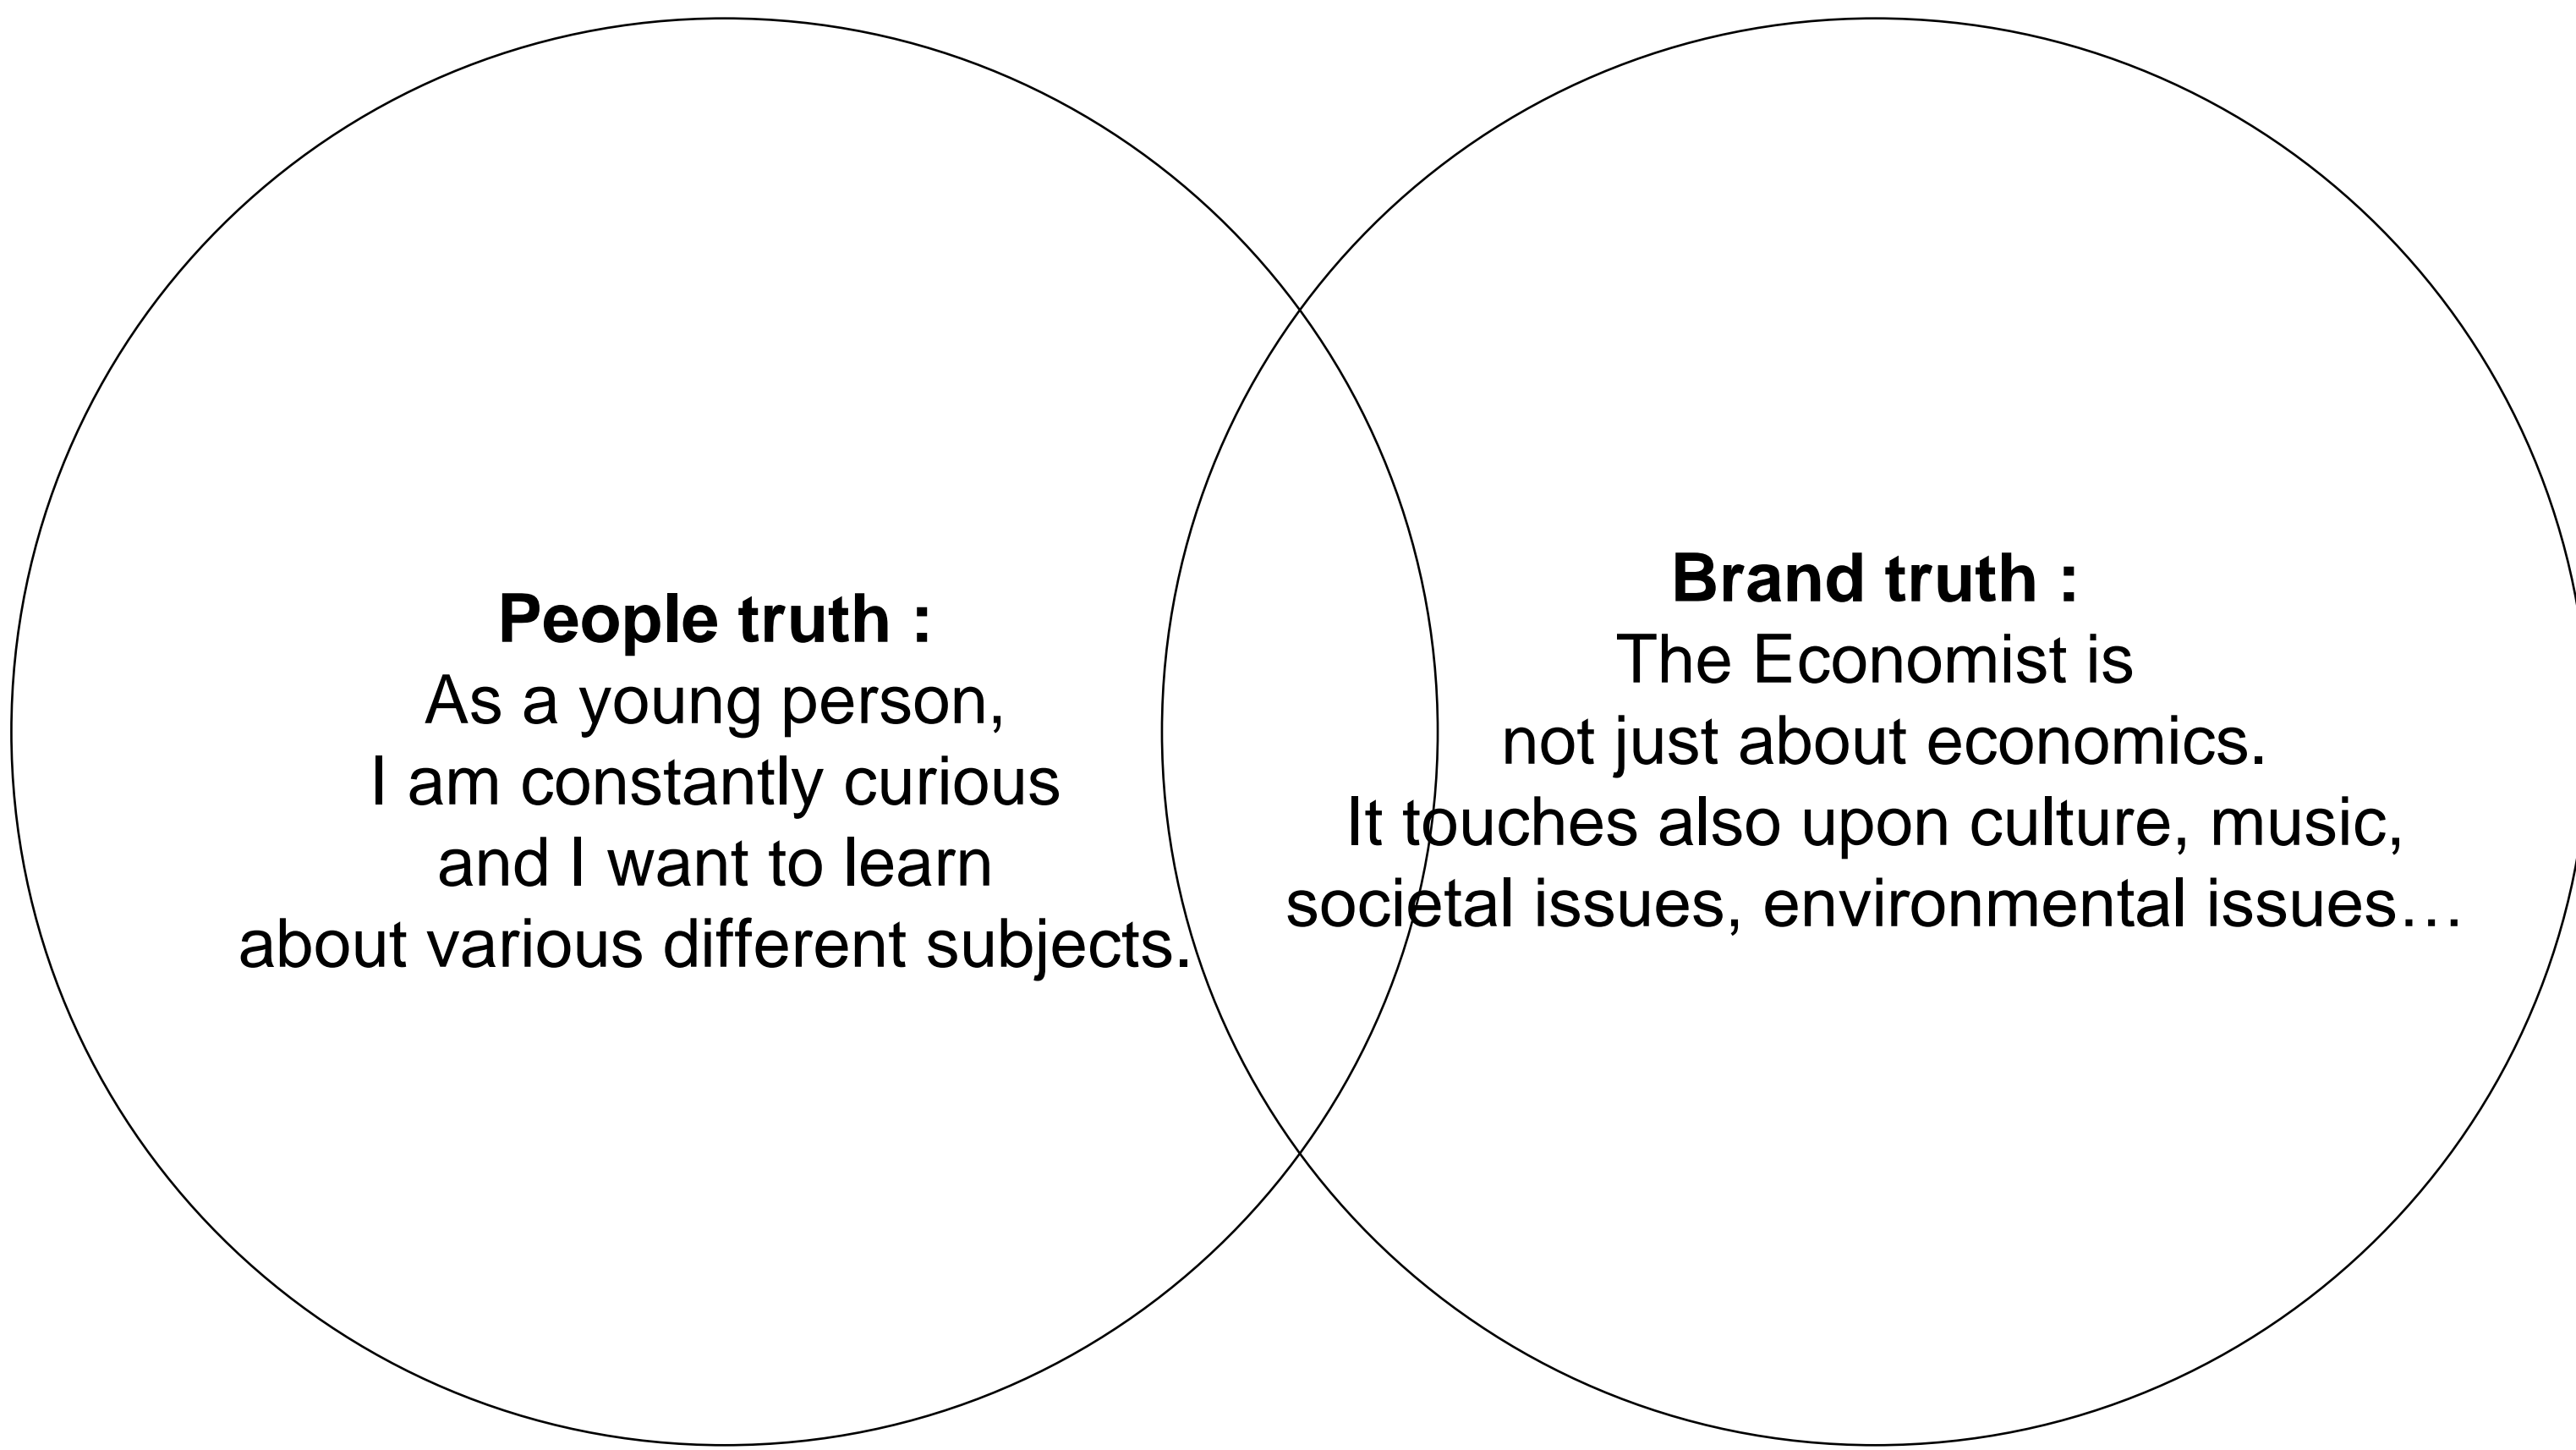 People truth :
As a young person,
I am constantly curious
and I want to learn
about various different subjects.
Brand truth :
The Economist is
not just about economics.
It touches also upon culture, music,
societal issues, environmental issues…